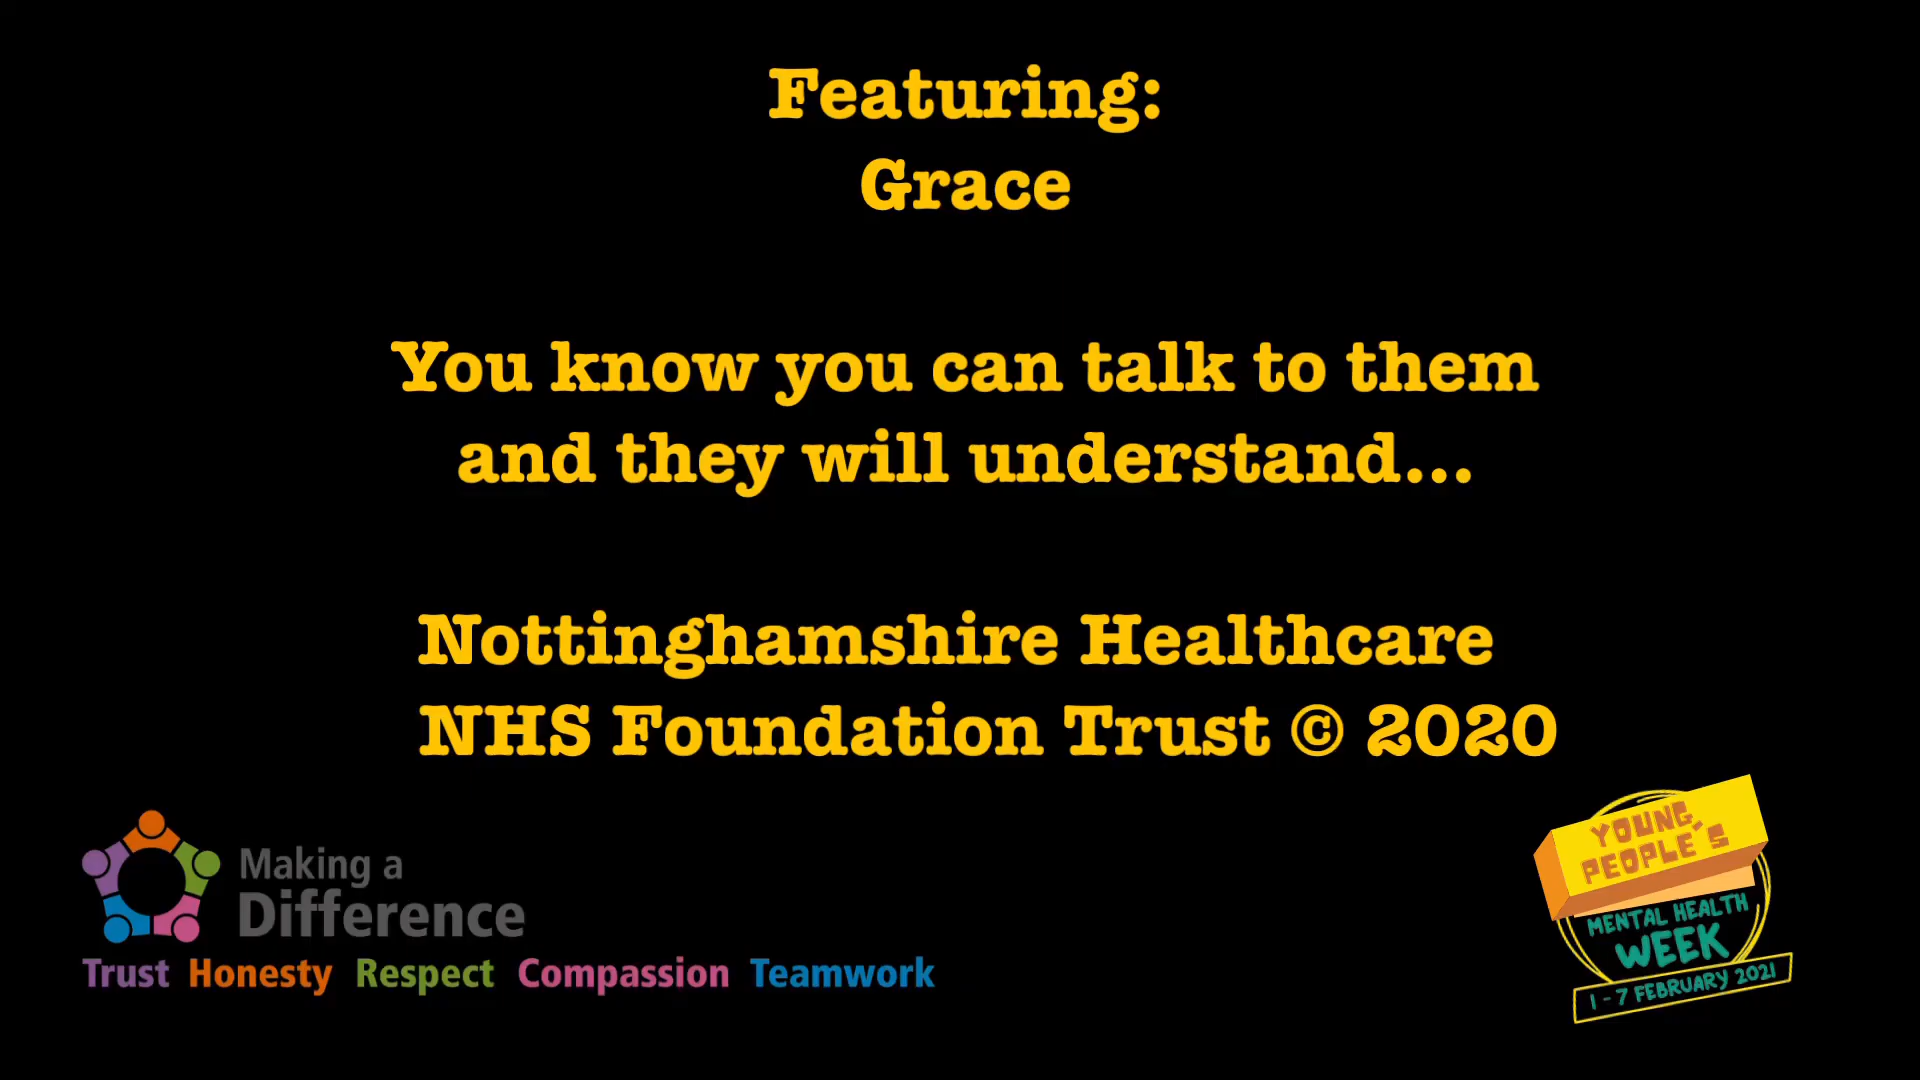 Featuring:
Grace
You know you can talk to them
and they will understand...
Nottinghamshire Healthcare
NHS Foundation Trust © 2020
Making a
Difference
Trust Honesty Respect Compassion Teamwork
YOUNG
PEOPLE'S
MENTAL HEALTH
WEEK
1 - 7 FEBRUARY 2021